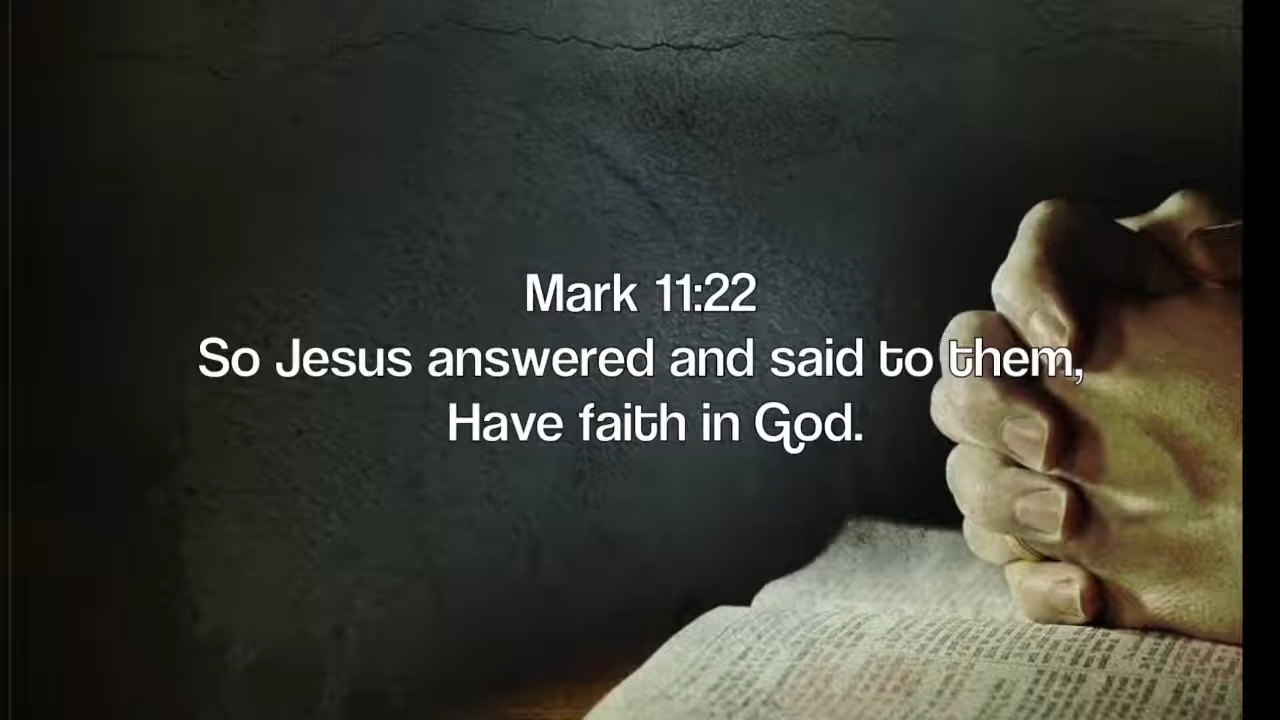 Mark 11:22
So Jesus answered and said to them,
Have faith in God.